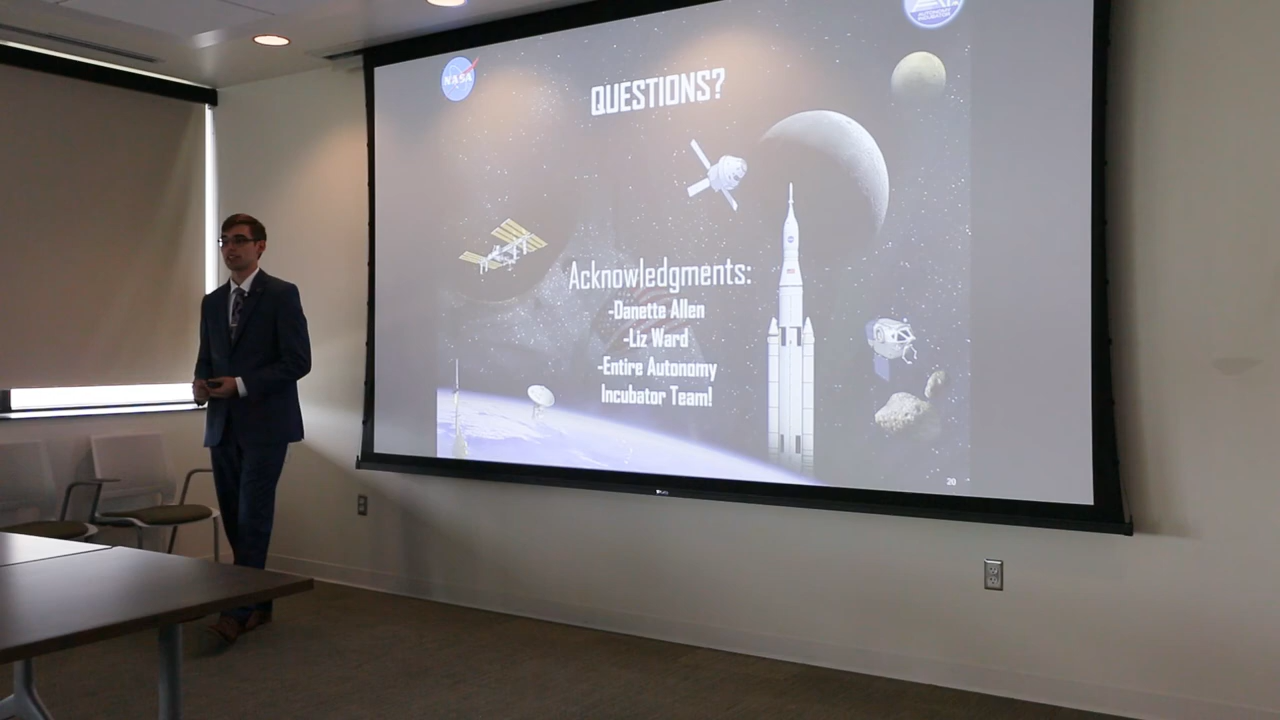 NASA
QUESTIONS?
Acknowledgments:
-Danette Allen
-Liz Ward
-Entire Autonomy
Incubator Team!
20